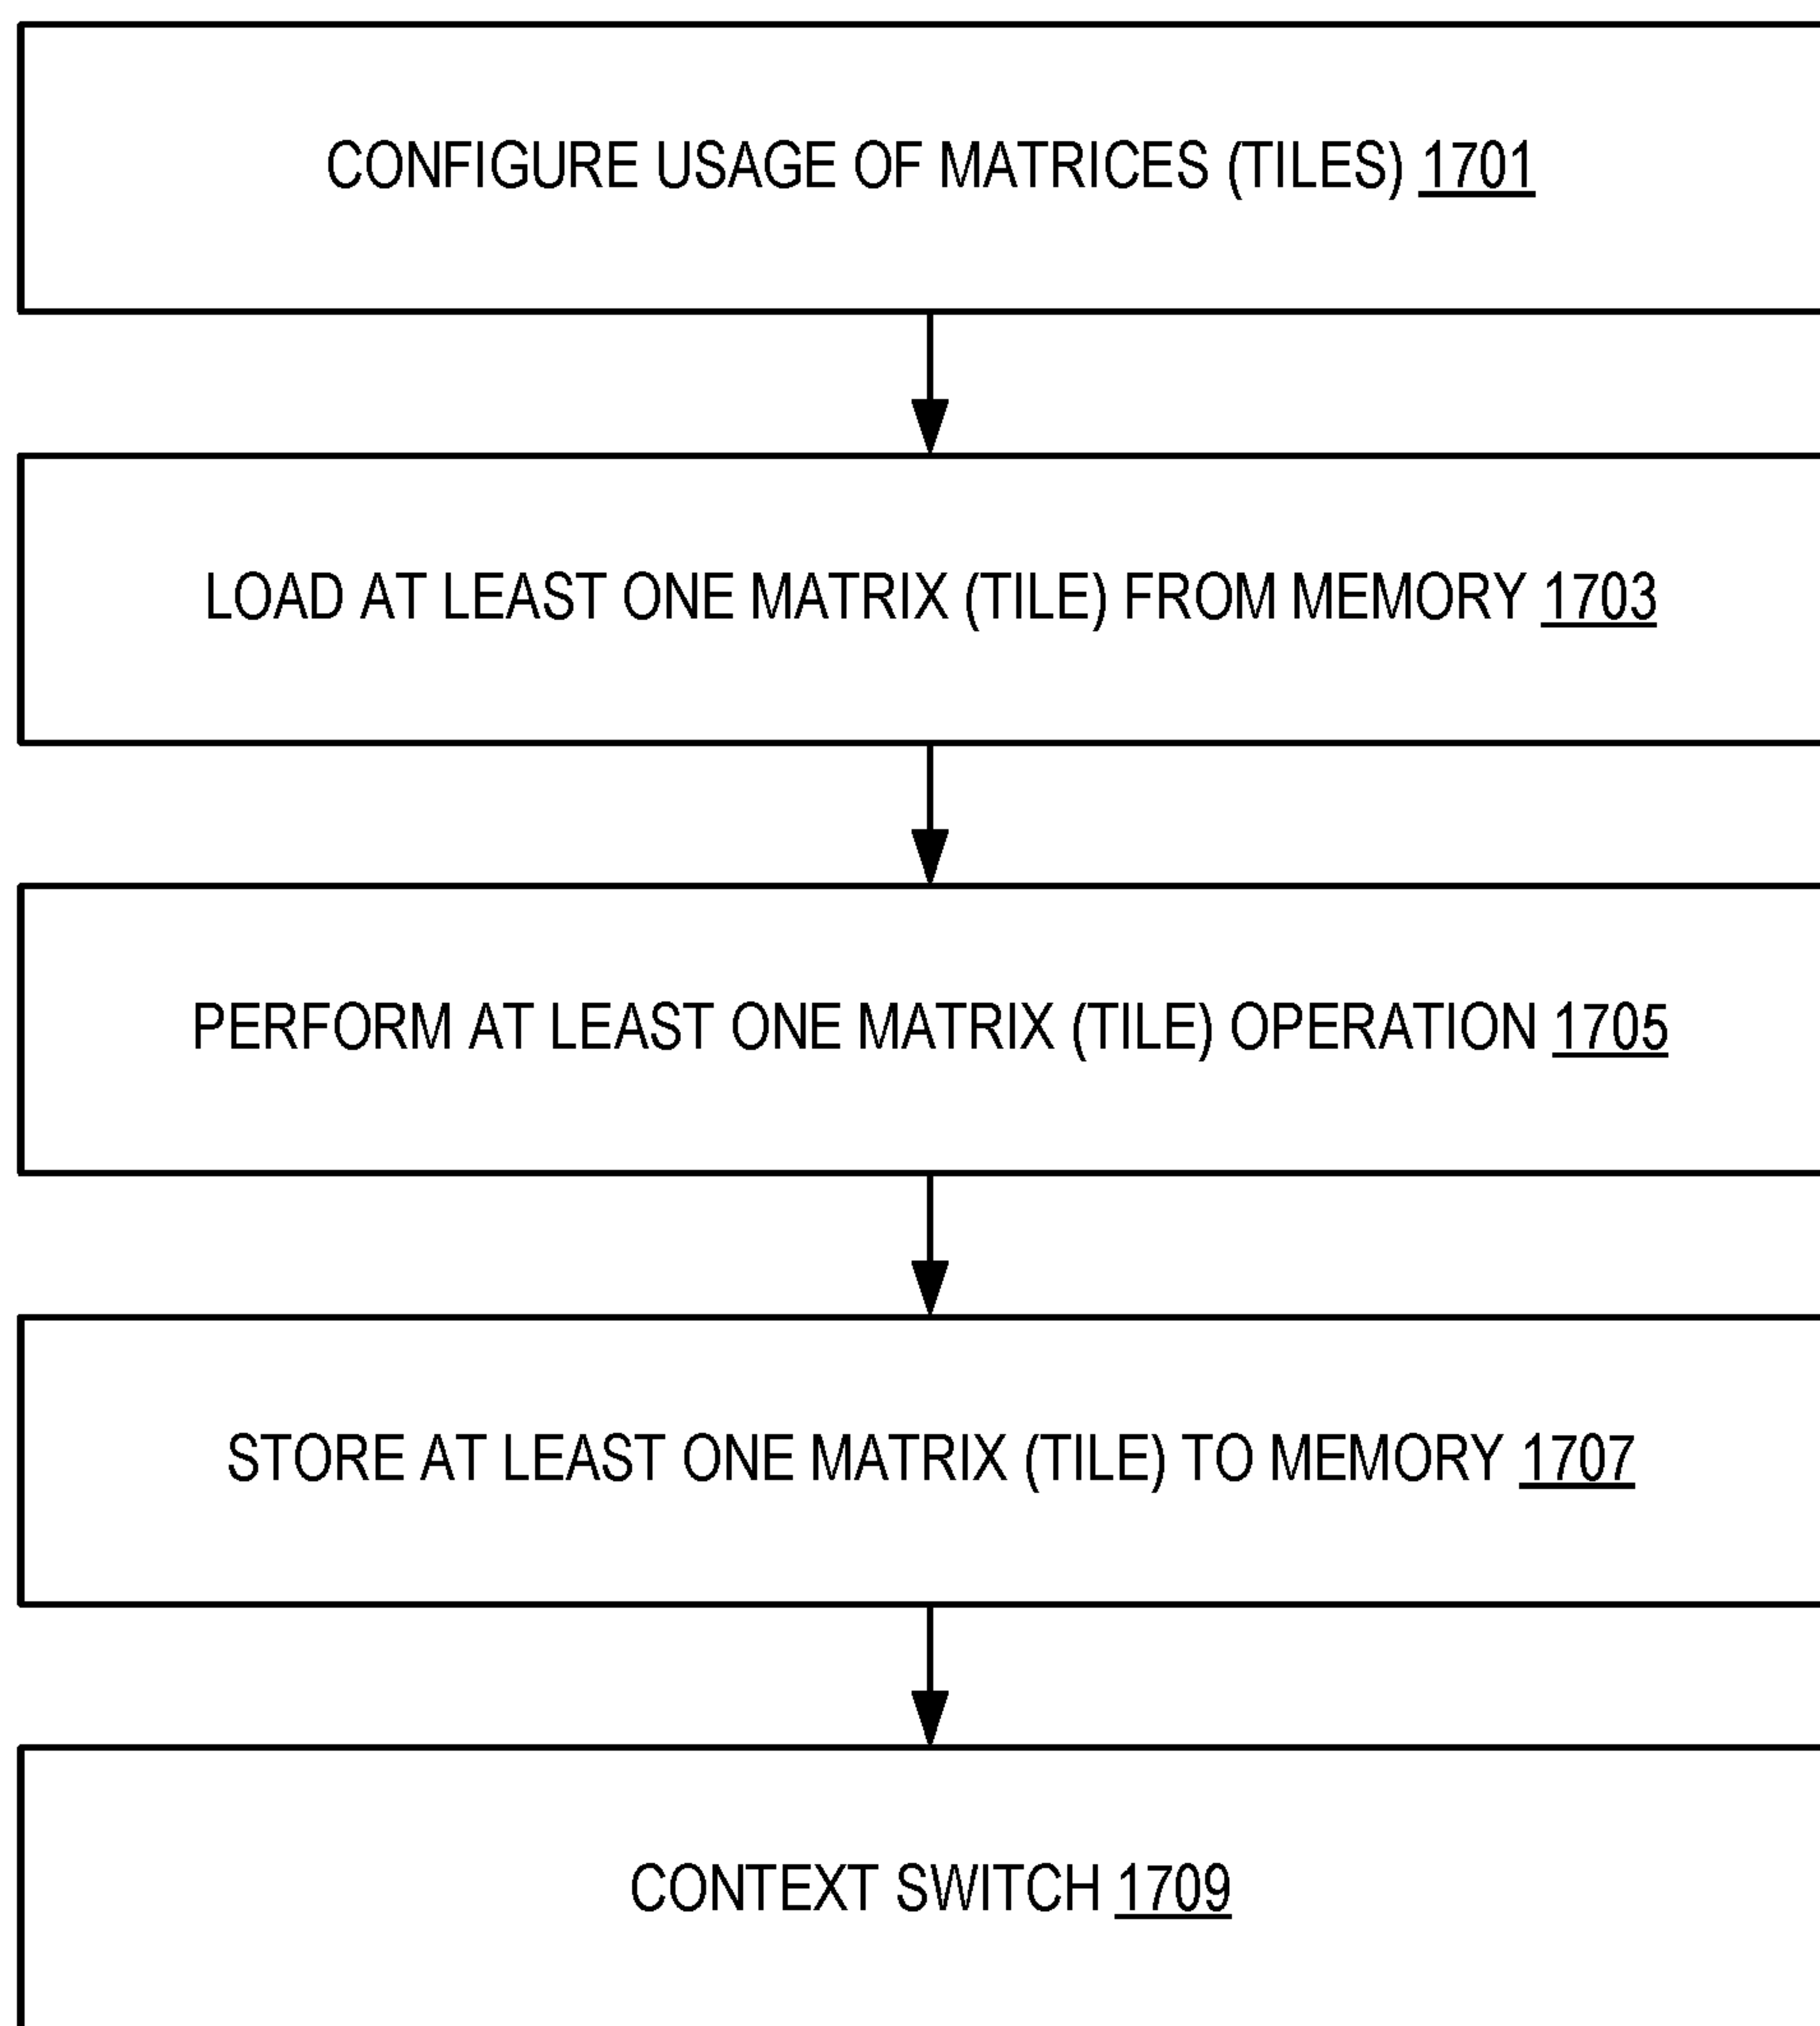 CONFIGURE USAGE OF MATRICES (TILES) 1701
LOAD AT LEAST ONE MATRIX (TILE) FROM MEMORY 1703
PERFORM AT LEAST ONE MATRIX (TILE) OPERATION 1705
STORE AT LEAST ONE MATRIX (TILE) TO MEMORY 1707
CONTEXT SWITCH 1709